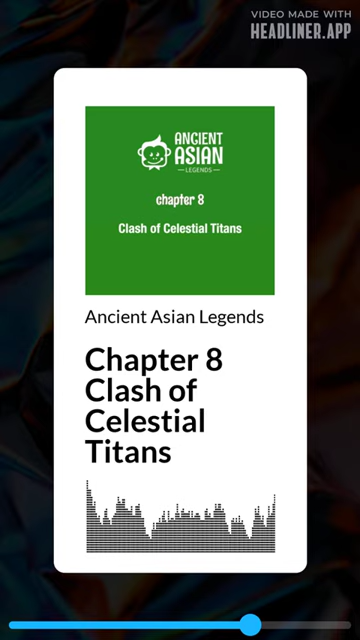 VIDEO MADE WITH
HEADLINER.APP
ANCIENT
ASIAN
LEGENDS
chapter 8
Clash of Celestial Titans
Ancient Asian Legends
Chapter 8
Clash of
Celestial
Titans